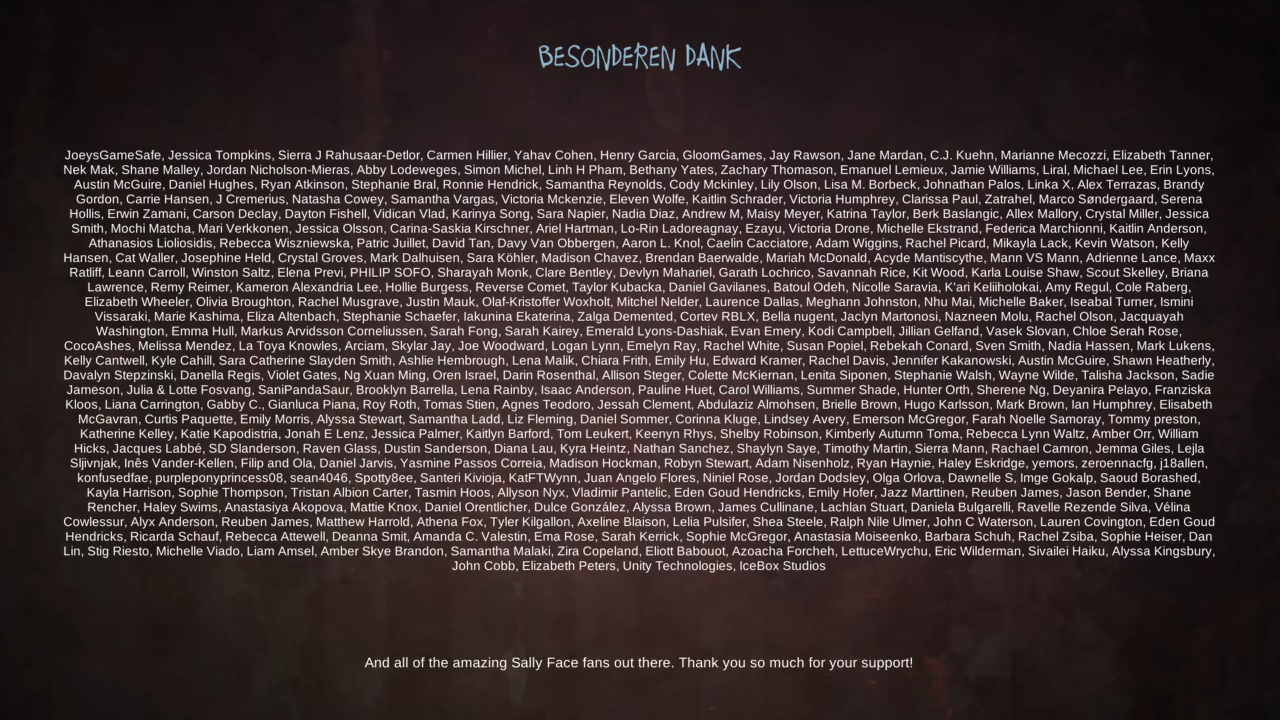 BESONDEREN DANK
JoeysGameSafe, Jessica Tompkins, Sierra J Rahusaar-Detlor, Carmen Hillier, Yahav Cohen, Henry Garcia, GloomGames, Jay Rawson, Jane Mardan, C.J. Kuehn, Marianne Mecozzi, Elizabeth Tanner,
Nek Mak, Shane Malley, Jordan Nicholson-Mieras, Abby Lodeweges, Simon Michel, Linh H Pham, Bethany Yates, Zachary Thomason, Emanuel Lemieux, Jamie Williams, Liral, Michael Lee, Erin Lyons,
Austin McGuire, Daniel Hughes, Ryan Atkinson, Stephanie Bral, Ronnie Hendrick, Samantha Reynolds, Cody Mckinley, Lily Olson, Lisa M. Borbeck, Johnathan Palos, Linka X, Alex Terrazas, Brandy
Gordon, Carrie Hansen, J Cremerius, Natasha Cowey, Samantha Vargas, Victoria Mckenzie, Eleven Wolfe, Kaitlin Schrader, Victoria Humphrey, Clarissa Paul, Zatrahel, Marco Søndergaard, Serena
Hollis, Erwin Zamani, Carson Declay, Dayton Fishell, Vidican Vlad, Karinya Song, Sara Napier, Nadia Diaz, Andrew M, Maisy Meyer, Katrina Taylor, Berk Baslangic, Allex Mallory, Crystal Miller, Jessica
Smith, Mochi Matcha, Mari Verkkonen, Jessica Olsson, Carina-Saskia Kirschner, Ariel Hartman, Lo-Rin Ladoreagnay, Ezayu, Victoria Drone, Michelle Ekstrand, Federica Marchionni, Kaitlin Anderson,
Athanasios Lioliosidis, Rebecca Wiszniewska, Patric Juillet, David Tan, Davy Van Obbergen, Aaron L. Knol, Caelin Cacciatore, Adam Wiggins, Rachel Picard, Mikayla Lack, Kevin Watson, Kelly
Hansen, Cat Waller, Josephine Held, Crystal Groves, Mark Dalhuisen, Sara Köhler, Madison Chavez, Brendan Baerwalde, Mariah McDonald, Acyde Mantiscythe, Mann VS Mann, Adrienne Lance, Maxx
Ratliff, Leann Carroll, Winston Saltz, Elena Previ, PHILIP SOFO, Sharayah Monk, Clare Bentley, Devlyn Mahariel, Garath Lochrico, Savannah Rice, Kit Wood, Karla Louise Shaw, Scout Skelley, Briana
Lawrence, Remy Reimer, Kameron Alexandria Lee, Hollie Burgess, Reverse Comet, Taylor Kubacka, Daniel Gavilanes, Batoul Odeh, Nicolle Saravia, K'ari Keliiholokai, Amy Regul, Cole Raberg,
Elizabeth Wheeler, Olivia Broughton, Rachel Musgrave, Justin Mauk, Olaf-Kristoffer Woxholt, Mitchel Nelder, Laurence Dallas, Meghann Johnston, Nhu Mai, Michelle Baker, Iseabal Turner, Ismini
Vissaraki, Marie Kashima, Eliza Altenbach, Stephanie Schaefer, Iakunina Ekaterina, Zalga Demented, Cortev RBLX, Bella nugent, Jaclyn Martonosi, Nazneen Molu, Rachel Olson, Jacquayah
Washington, Emma Hull, Markus Arvidsson Corneliussen, Sarah Fong, Sarah Kairey, Emerald Lyons-Dashiak, Evan Emery, Kodi Campbell, Jillian Gelfand, Vasek Slovan, Chloe Serah Rose,
CocoAshes, Melissa Mendez, La Toya Knowles, Arciam, Skylar Jay, Joe Woodward, Logan Lynn, Emelyn Ray, Rachel White, Susan Popiel, Rebekah Conard, Sven Smith, Nadia Hassen, Mark Lukens,
Kelly Cantwell, Kyle Cahill, Sara Catherine Slayden Smith, Ashlie Hembrough, Lena Malik, Chiara Frith, Emily Hu, Edward Kramer, Rachel Davis, Jennifer Kakanowski, Austin McGuire, Shawn Heatherly,
Davalyn Stepzinski, Danella Regis, Violet Gates, Ng Xuan Ming, Oren Israel, Darin Rosenthal, Allison Steger, Colette McKiernan, Lenita Siponen, Stephanie Walsh, Wayne Wilde, Talisha Jackson, Sadie
Jameson, Julia & Lotte Fosvang, SaniPandaSaur, Brooklyn Barrella, Lena Rainby, Isaac Anderson, Pauline Huet, Carol Williams, Summer Shade, Hunter Orth, Sherene Ng, Deyanira Pelayo, Franziska
Kloos, Liana Carrington, Gabby C., Gianluca Piana, Roy Roth, Tomas Stien, Agnes Teodoro, Jessah Clement, Abdulaziz Almohsen, Brielle Brown, Hugo Karlsson, Mark Brown, Ian Humphrey, Elisabeth
McGavran, Curtis Paquette, Emily Morris, Alyssa Stewart, Samantha Ladd, Liz Fleming, Daniel Sommer, Corinna Kluge, Lindsey Avery, Emerson McGregor, Farah Noelle Samoray, Tommy preston,
Katherine Kelley, Katie Kapodistria, Jonah E Lenz, Jessica Palmer, Kaitlyn Barford, Tom Leukert, Keenyn Rhys, Shelby Robinson, Kimberly Autumn Toma, Rebecca Lynn Waltz, Amber Orr, William
Hicks, Jacques Labbé, SD Slanderson, Raven Glass, Dustin Sanderson, Diana Lau, Kyra Heintz, Nathan Sanchez, Shaylyn Saye, Timothy Martin, Sierra Mann, Rachael Camron, Jemma Giles, Lejla
Sljivnjak, Inês Vander-Kellen, Filip and Ola, Daniel Jarvis, Yasmine Passos Correia, Madison Hockman, Robyn Stewart, Adam Nisenholz, Ryan Haynie, Haley Eskridge, yemors, zeroennacfg, j18allen,
konfusedfae, purpleponyprincess08, sean4046, Spotty8ee, Santeri Kivioja, KatFTWynn, Juan Angelo Flores, Niniel Rose, Jordan Dodsley, Olga Orlova, Dawnelle S, Imge Gokalp, Saoud Borashed,
Kayla Harrison, Sophie Thompson, Tristan Albion Carter, Tasmin Hoos, Allyson Nyx, Vladimir Pantelic, Eden Goud Hendricks, Emily Hofer, Jazz Marttinen, Reuben James, Jason Bender, Shane
Rencher, Haley Swims, Anastasiya Akopova, Mattie Knox, Daniel Orentlicher, Dulce González, Alyssa Brown, James Cullinane, Lachlan Stuart, Daniela Bulgarelli, Ravelle Rezende Silva, Vélina
Cowlessur, Alyx Anderson, Reuben James, Matthew Harrold, Athena Fox, Tyler Kilgallon, Axeline Blaison, Lelia Pulsifer, Shea Steele, Ralph Nile Ulmer, John C Waterson, Lauren Covington, Eden Goud
Hendricks, Ricarda Schauf, Rebecca Attewell, Deanna Smit, Amanda C. Valestin, Ema Rose, Sarah Kerrick, Sophie McGregor, Anastasia Moiseenko, Barbara Schuh, Rachel Zsiba, Sophie Heiser, Dan
Lin, Stig Riesto, Michelle Viado, Liam Amsel, Amber Skye Brandon, Samantha Malaki, Zira Copeland, Eliott Babouot, Azoacha Forcheh, LettuceWrychu, Eric Wilderman, Sivailei Haiku, Alyssa Kingsbury,
John Cobb, Elizabeth Peters, Unity Technologies, IceBox Studios
And all of the amazing Sally Face fans out there. Thank you so much for your support!